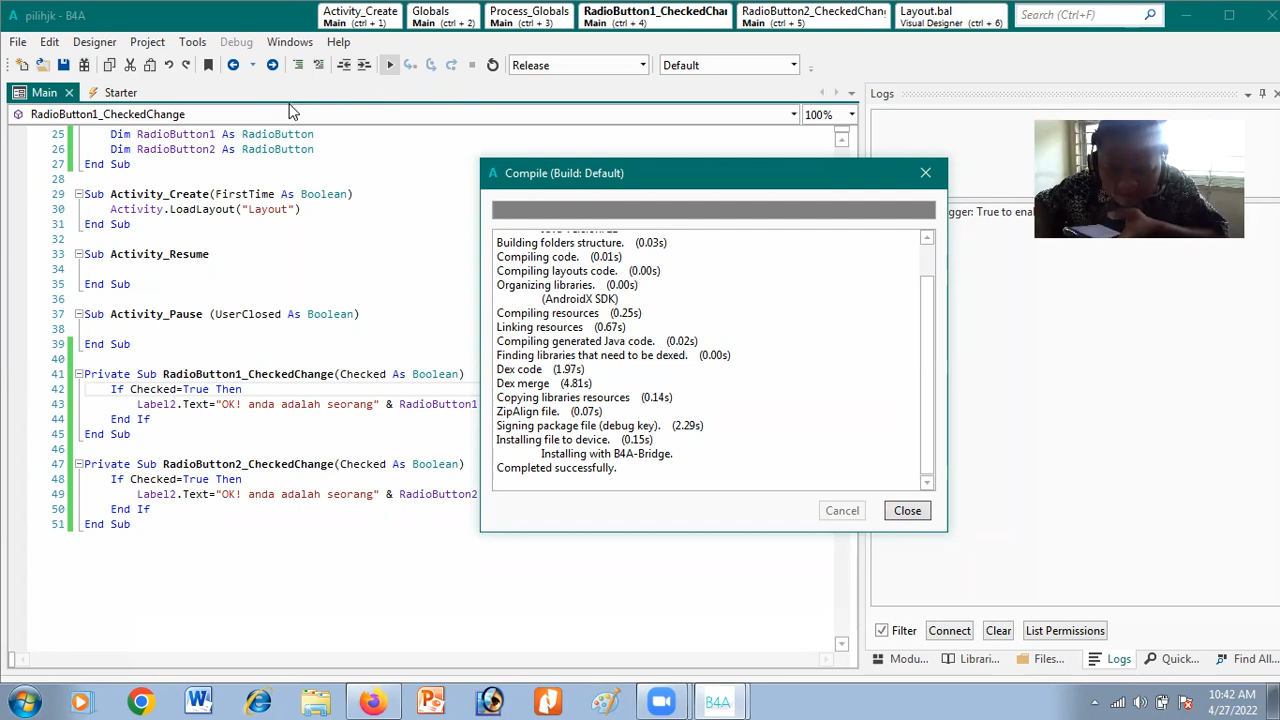 pilihjk - B4A
Activity_Create
Main (ctrl + 1)
Globals
Main (ctrl + 2)
Process_Globals
Main (ctrl + 3)
RadioButton1_CheckedChar
Main (ctrl + 4)
RadioButton2_CheckedChan
Main (ctrl + 5)
Layout.bal
Visual Designer (ctrl + 6)
Search (Ctrl+F)
File Edit Designer Project Tools Debug Windows Help
Release
Default
Main
Starter
Logs
RadioButton1_CheckedChange
100%
25 Dim RadioButton1 As RadioButton
26 Dim RadioButton2 As RadioButton
27 End Sub
28
29 Sub Activity_Create(FirstTime As Boolean)
30 Activity.LoadLayout("Layout")
31 End Sub
32
33 Sub Activity_Resume
34
35 End Sub
36
37 Sub Activity_Pause (UserClosed As Boolean)
38
39 End Sub
40
41 Private Sub RadioButton1_CheckedChange(Checked As Boolean)
42 If Checked=True Then
43 Label2.Text="OK! anda adalah seorang" & RadioButton1
44 End If
45 End Sub
46
47 Private Sub RadioButton2_CheckedChange(Checked As Boolean)
48 If Checked=True Then
49 Label2.Text="OK! anda adalah seorang" & RadioButton2
50 End If
51 End Sub
Compile (Build: Default)
Building folders structure. (0.03s)
Compiling code. (0.01s)
Compiling layouts code. (0.00s)
Organizing libraries. (0.00s)
(AndroidX SDK)
Compiling resources (0.25s)
Linking resources (0.67s)
Compiling generated Java code. (0.02s)
Finding libraries that need to be dexed. (0.00s)
Dex code (1.97s)
Dex merge (4.81s)
Copying libraries resources (0.14s)
ZipAlign file. (0.07s)
Signing package file (debug key). (2.29s)
Installing file to device. (0.15s)
Installing with B4A-Bridge.
Completed successfully.
Cancel
Close
gger: True to enal
Filter
Connect
Clear
List Permissions
Modu...
Librari...
Files...
Logs
Quick...
Find All...
B4A
10:42 AM
4/27/2022